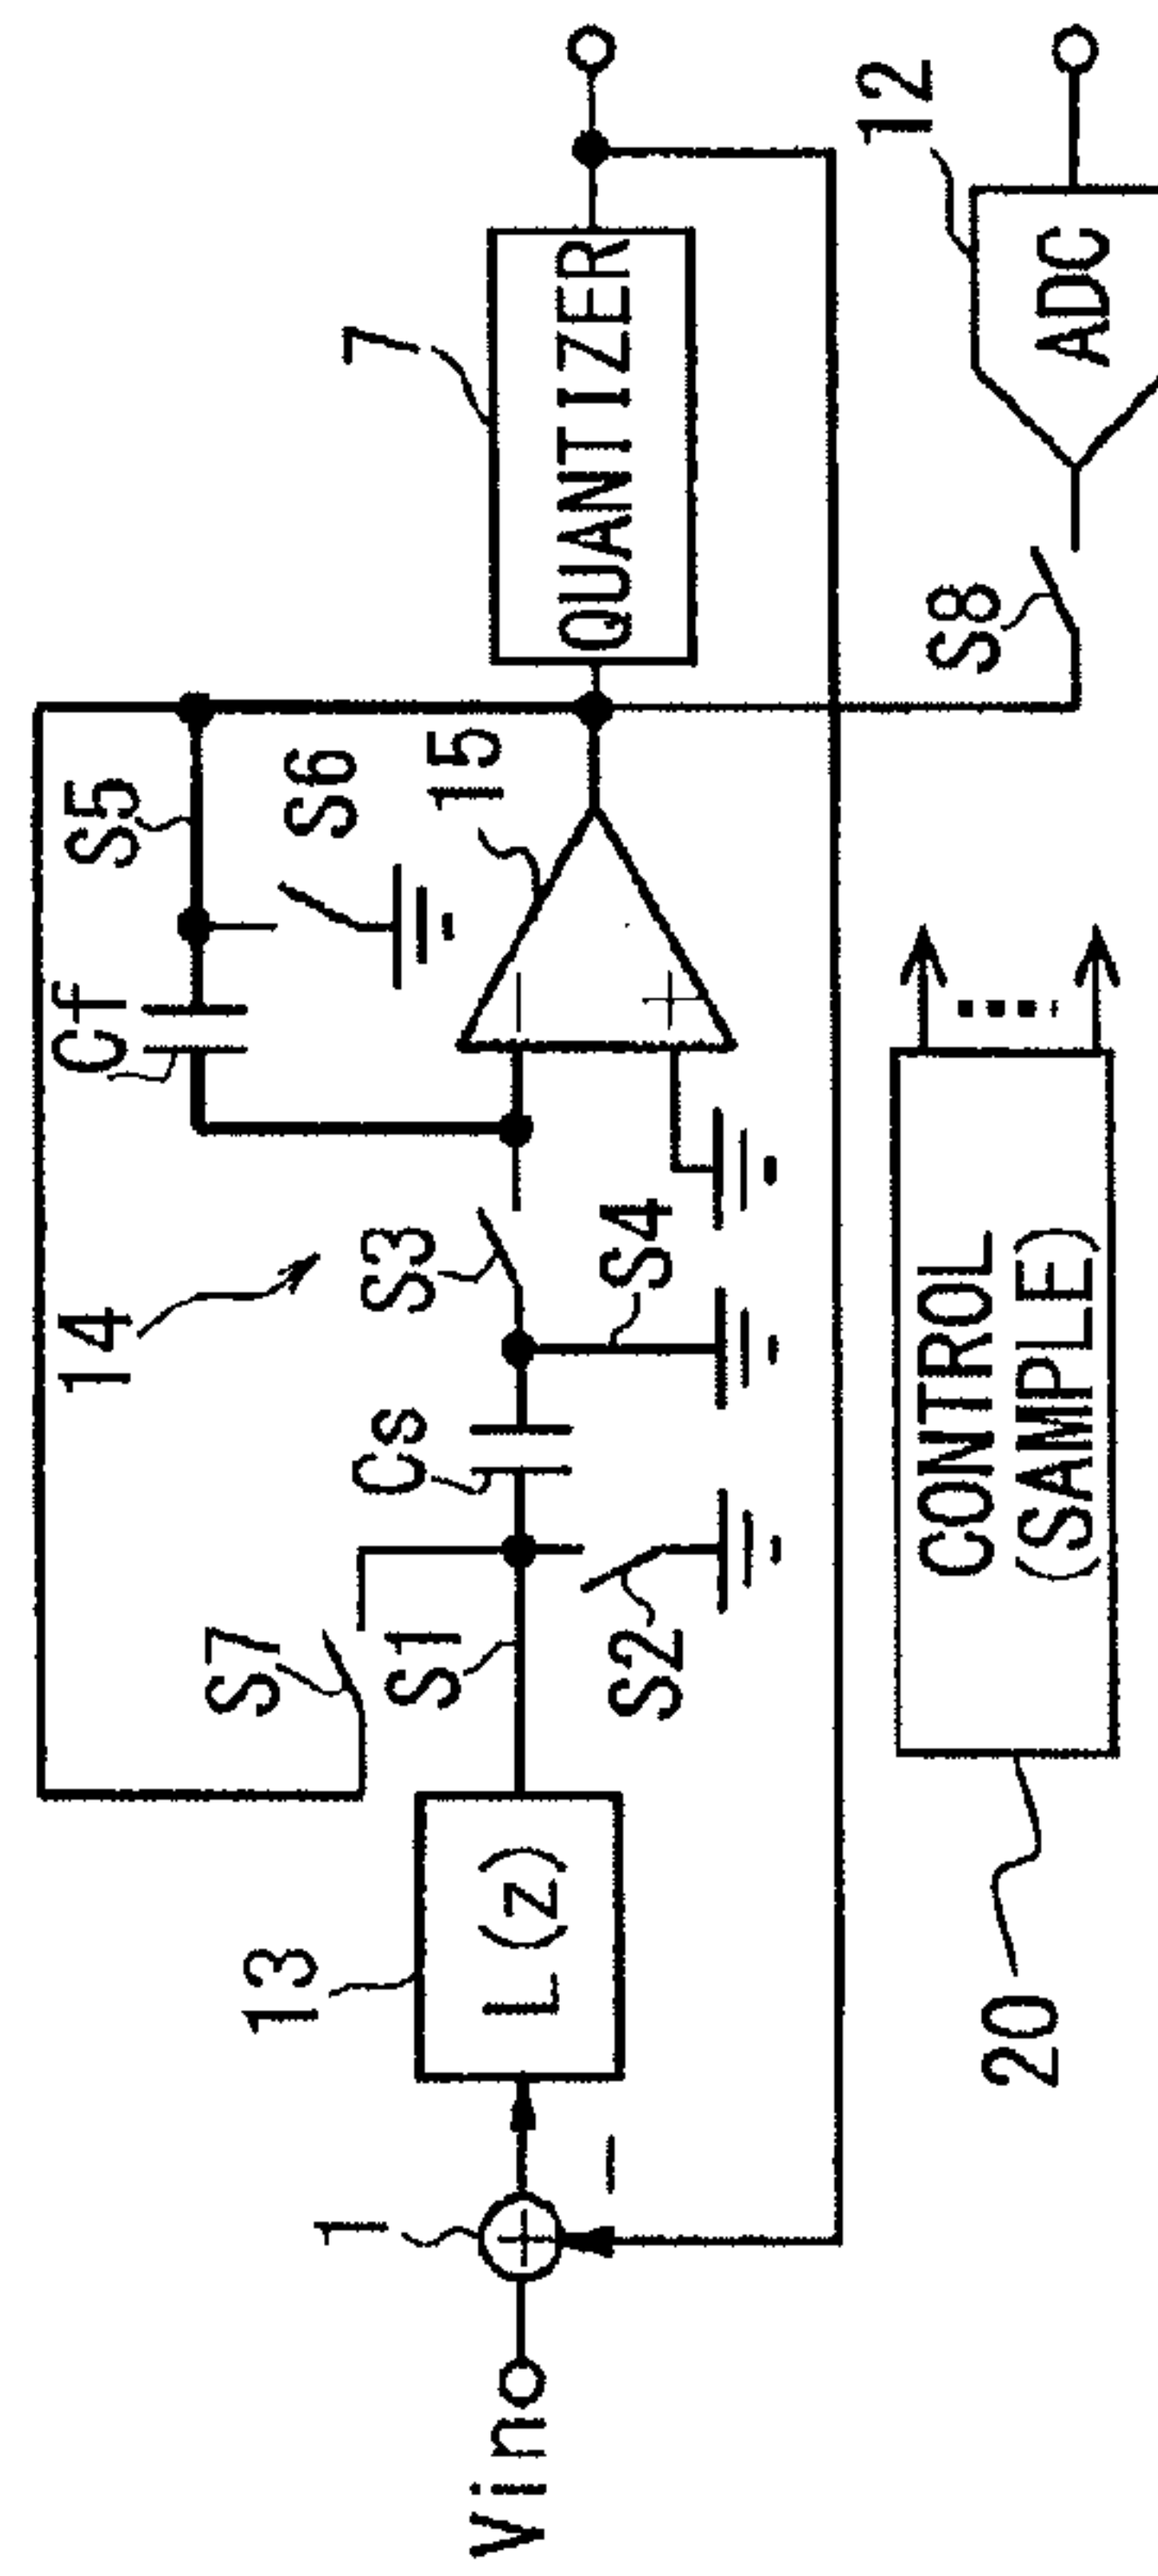 14
Cf
S5
S6
15
7
QUANTIZER
12
ADC
S8
13
L(z)
S7
S1
S2
Cs
S3
S4
−
+
1
+
−
Vin
20
CONTROL
(SAMPLE)